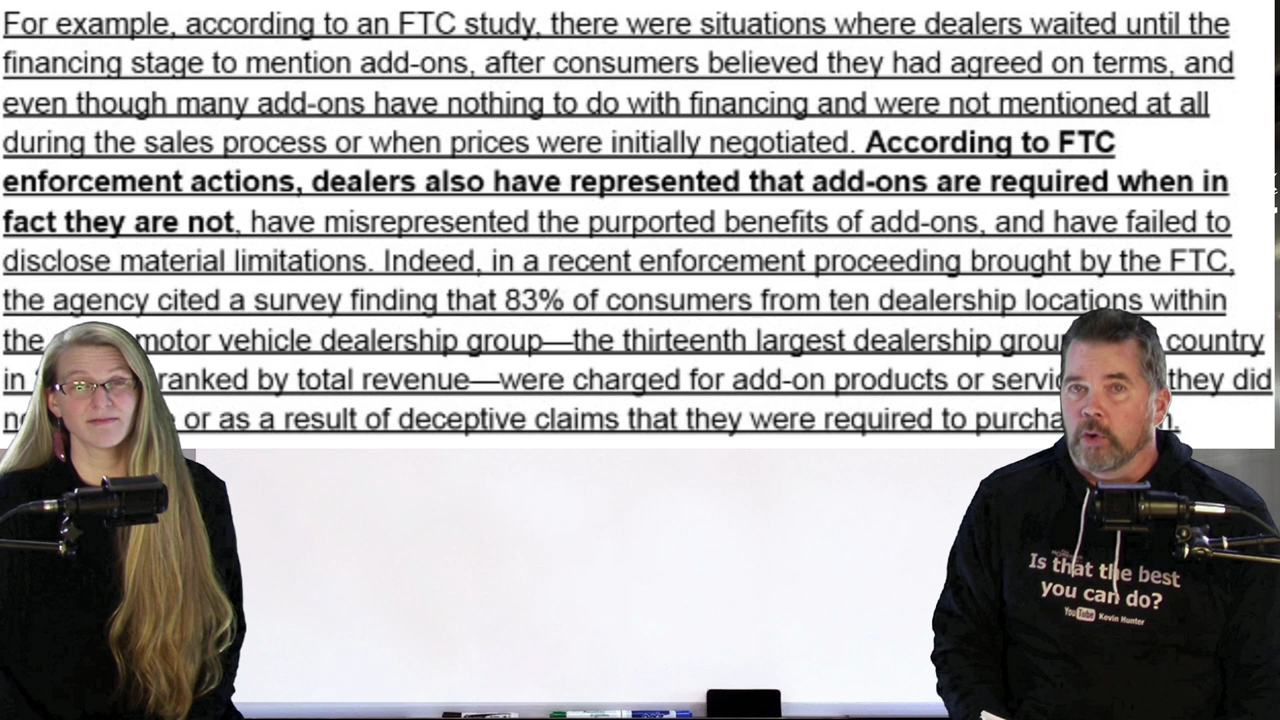 For example, according to an FTC study, there were situations where dealers waited until the
financing stage to mention add-ons, after consumers believed they had agreed on terms, and
even though many add-ons have nothing to do with financing and were not mentioned at all
during the sales process or when prices were initially negotiated. According to FTC
enforcement actions, dealers also have represented that add-ons are required when in
fact they are not, have misrepresented the purported benefits of add-ons, and have failed to
disclose material limitations. Indeed, in a recent enforcement proceeding brought by the FTC,
the agency cited a survey finding that 83% of consumers from ten dealership locations within
the motor vehicle dealership group—the thirteenth largest dealership country
in ranked by total revenue—were charged for add-on products or they did
or as a result of deceptive claims that they were required to
Is that the best
you can do?
YouTube Kevin Hunter